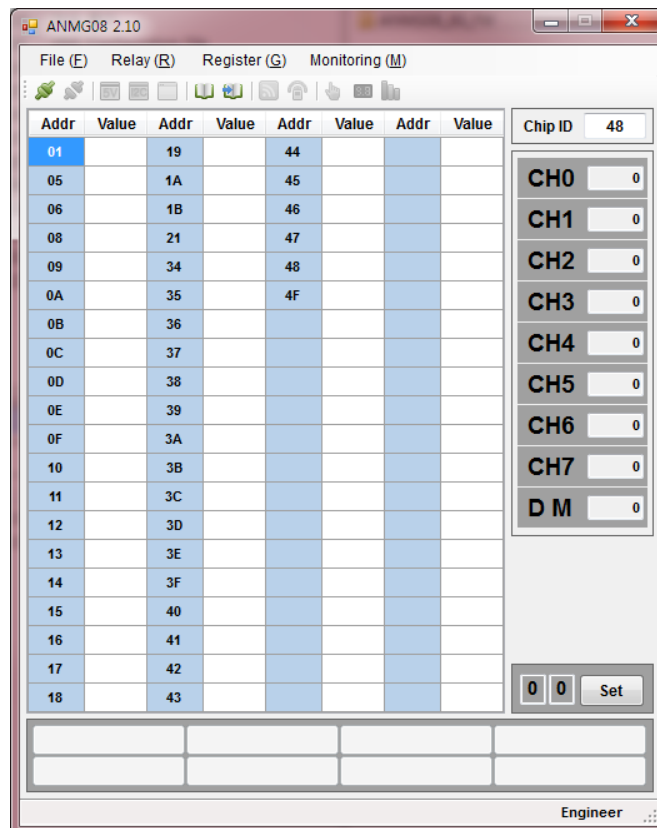 ANMG08 2.10
File (F) Relay (R) Register (G) Monitoring (M)
Addr Value Addr Value Addr Value Addr Value Chip ID 48
01 19 44
05 1A 45 CH0 0
06 1B 46
08 21 47 CH1 0
09 34 48 CH2 0
0A 35 4F CH3 0
0B 36
0C 37 CH4 0
0D 38 CH5 0
0E 39
0F 3A CH6 0
10 3B CH7 0
11 3C
12 3D D M 0
13 3E
14 3F
15 40
16 41
17 42
18 43 0 0 Set
Engineer